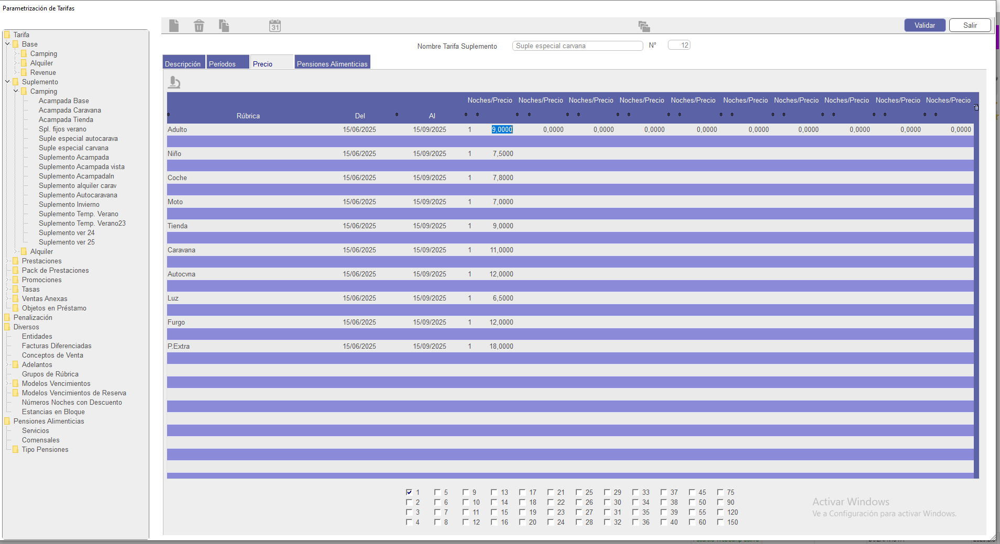 Parametrización de Tarifas
31
Validar
Salir
Nombre Tarifa Suplemento Suple especial carvana N° 12
Descripción Períodos Precio Pensiones Alimenticias
Tarifa
Base
Camping
Alquiler
Revenue
Suplemento
Camping
Acampada Base
Acampada Caravana
Acampada Tienda
Spl. fijos verano
Suple especial autocarava
Suple especial carvana
Suplemento Acampada
Suplemento Acampada vista
Suplemento AcampadaIn
Suplemento alquiler carav
Suplemento Autocaravana
Suplemento Invierno
Suplemento Temp. Verano
Suplemento Temp. Verano23
Suplemento ver 24
Suplemento ver 25
Alquiler
Prestaciones
Pack de Prestaciones
Promociones
Tasas
Ventas Anexas
Objetos en Préstamo
Penalización
Diversos
Entidades
Facturas Diferenciadas
Conceptos de Venta
Adelantos
Grupos de Rúbrica
Modelos Vencimientos
Modelos Vencimientos de Reserva
Números Noches con Descuento
Estancias en Bloque
Pensiones Alimenticias
Servicios
Comensales
Tipo Pensiones
Noches/Precio Noches/Precio Noches/Precio Noches/Precio Noches/Precio Noches/Precio Noches/Precio Noches/Precio Noches/Precio Noches/Precio
Rúbrica Del Al
Adulto 15/06/2025 15/09/2025 1 9,0000 0,0000 0,0000 0,0000 0,0000 0,0000 0,0000 0,0000 0,0000 0,0000
Niño 15/06/2025 15/09/2025 1 7,5000
Coche 15/06/2025 15/09/2025 1 7,8000
Moto 15/06/2025 15/09/2025 1 7,0000
Tienda 15/06/2025 15/09/2025 1 9,0000
Caravana 15/06/2025 15/09/2025 1 11,0000
Autocvna 15/06/2025 15/09/2025 1 12,0000
Luz 15/06/2025 15/09/2025 1 6,5000
Furgo 15/06/2025 15/09/2025 1 12,0000
P.Extra 15/06/2025 15/09/2025 1 18,0000
1 5 9 13 17 21 25 29 33 37 45 75
2 6 10 14 18 22 26 30 34 38 50 90
3 7 11 15 19 23 27 31 35 39 55 120
4 8 12 16 20 24 28 32 36 40 60 150
Activar Windows
Ve a Configuración para activar Windows.